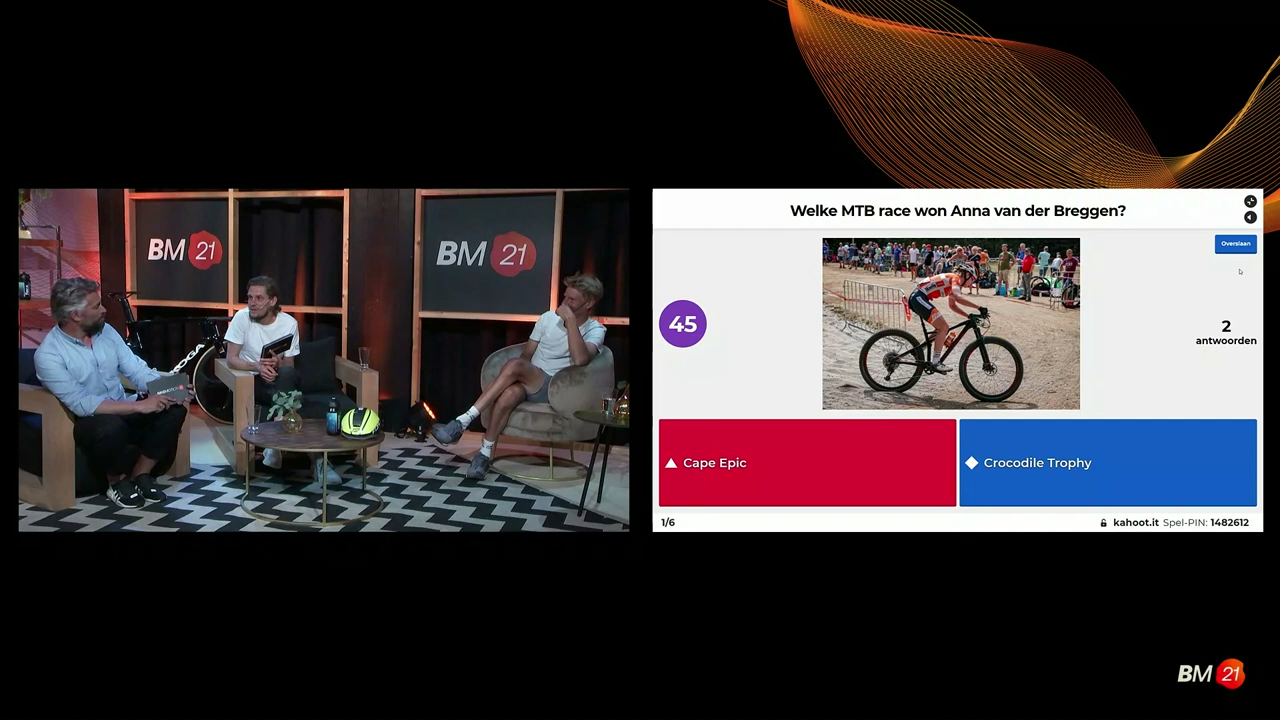 BM 21
BM 21
Welke MTB race won Anna van der Breggen?
Overslaan
45
2
antwoorden
Cape Epic
Crocodile Trophy
1/6
kahoot.it Spel-PIN: 1482612
BM 21